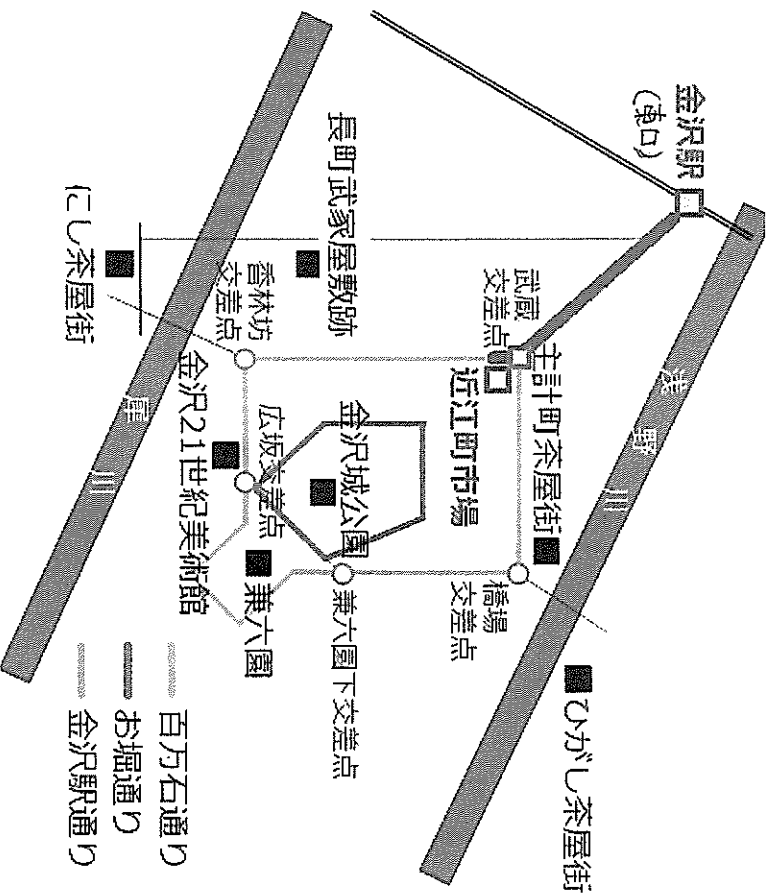 金沢駅
(東口)
浅野川
ひがし茶屋街
主計町茶屋街
橋場
交差点
武蔵
交差点
近江町市場
長町武家屋敷跡
金沢城公園
兼六園下交差点
香林坊
交差点
広坂交差点
兼六園
金沢21世紀美術館
にし茶屋街
犀川
百万石通り
お堀通り
金沢駅通り